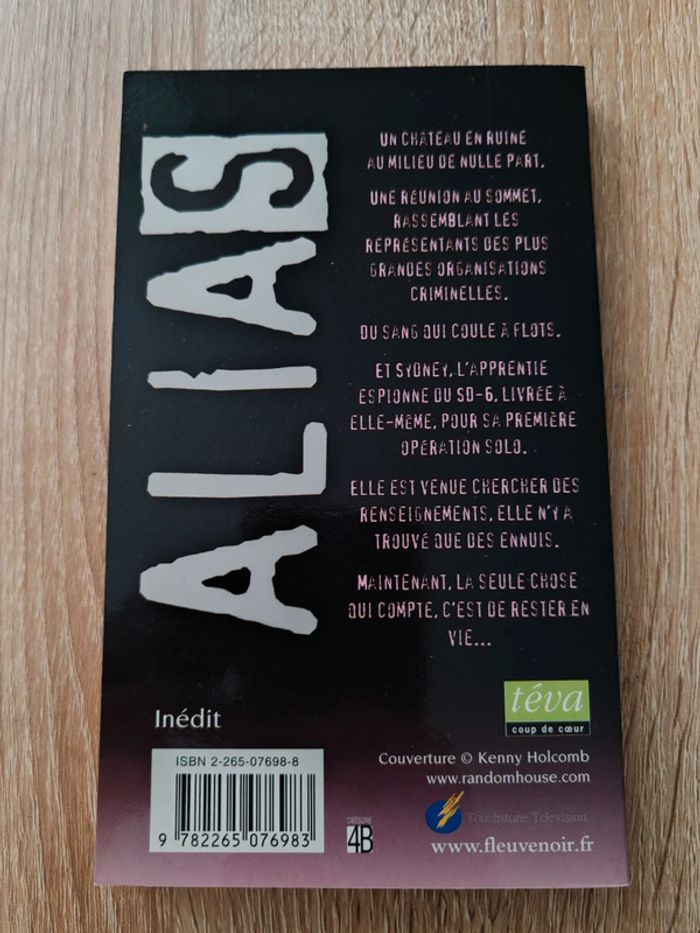 ALIAS
UN CHÂTEAU EN RUINE
AU MILIEU DE NULLE PART.
UNE RÉUNION AU SOMMET,
RASSEMBLANT LES
REPRÉSENTANTS DES PLUS
GRANDES ORGANISATIONS
CRIMINELLES.
DU SANG QUI COULE À FLOTS.
ET SYDNEY, L'APPRENTIE
ESPIONNE DU SD-6, LIVRÉE À
ELLE-MÊME, POUR SA PREMIÈRE
OPÉRATION SOLO.
ELLE EST VENUE CHERCHER DES
RENSEIGNEMENTS, ELLE N'Y A
TROUVÉ QUE DES ENNUIS.
MAINTENANT, LA SEULE CHOSE
QUI COMPTE, C'EST DE RESTER EN
VIE...
téva
coup de cœur
Inédit
ISBN 2-265-07698-8
9 782265 076983
CATÉGORIE
4B
Couverture © Kenny Holcomb
www.randomhouse.com
Touchstone Television
www.fleuvenoir.fr